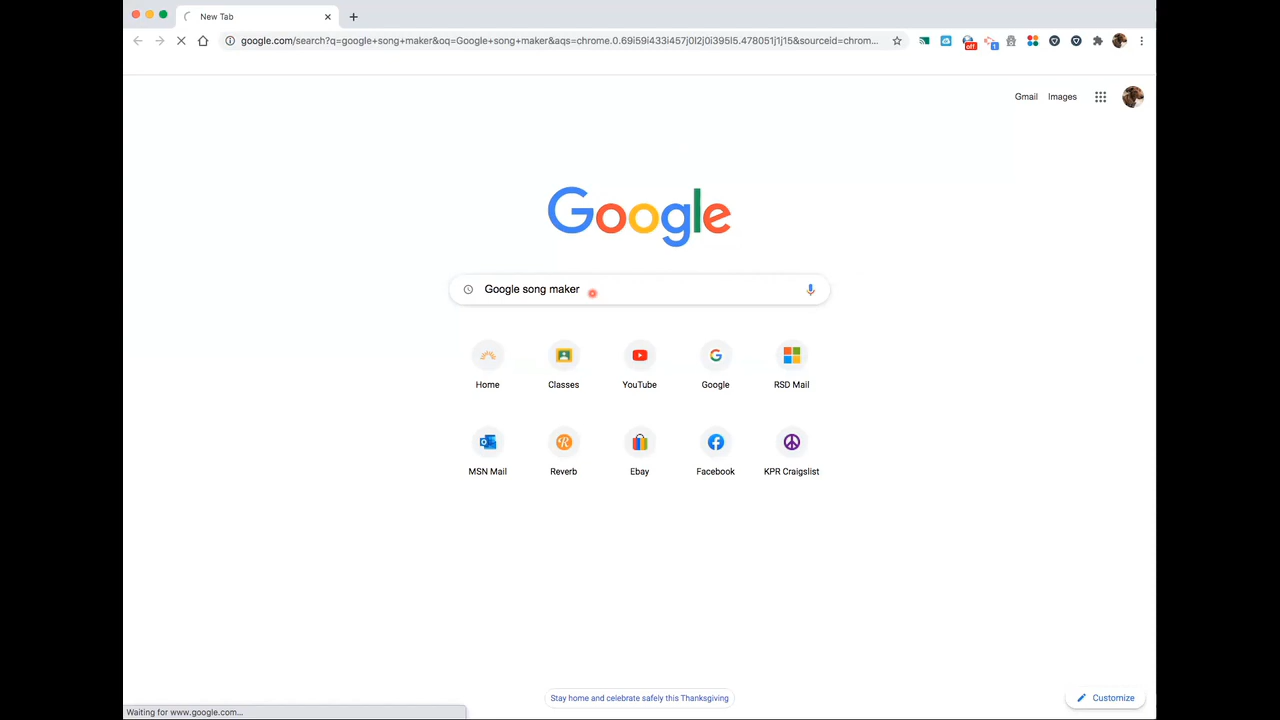 New Tab
google.com/search?q=google+song+maker&oq=Google+song+maker&aqs=chrome.0.69i59i433i457j0l2j0i395l5.478051j1j15&sourceid=chrom...
off
1
Gmail Images
Google
Google song maker
Home Classes YouTube Google RSD Mail
MSN Mail Reverb Ebay Facebook KPR Craigslist
Stay home and celebrate safely this Thanksgiving
Customize
Waiting for www.google.com...